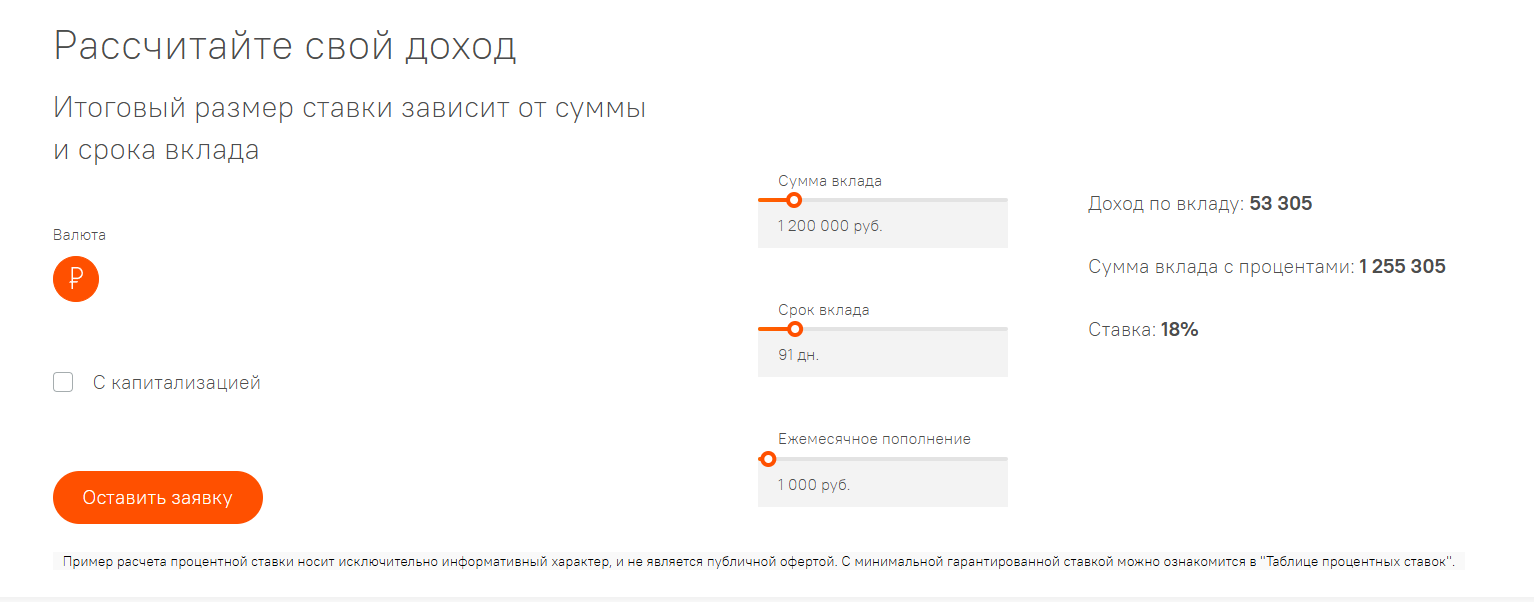 Рассчитайте свой доход
Итоговый размер ставки зависит от суммы
и срока вклада
Валюта
₽
С капитализацией
Оставить заявку
Сумма вклада
1 200 000 руб.
Срок вклада
91 дн.
Ежемесячное пополнение
1 000 руб.
Доход по вкладу: 53 305
Сумма вклада с процентами: 1 255 305
Ставка: 18%
Пример расчета процентной ставки носит исключительно информативный характер, и не является публичной офертой. С минимальной гарантированной ставкой можно ознакомится в "Таблице процентных ставок".